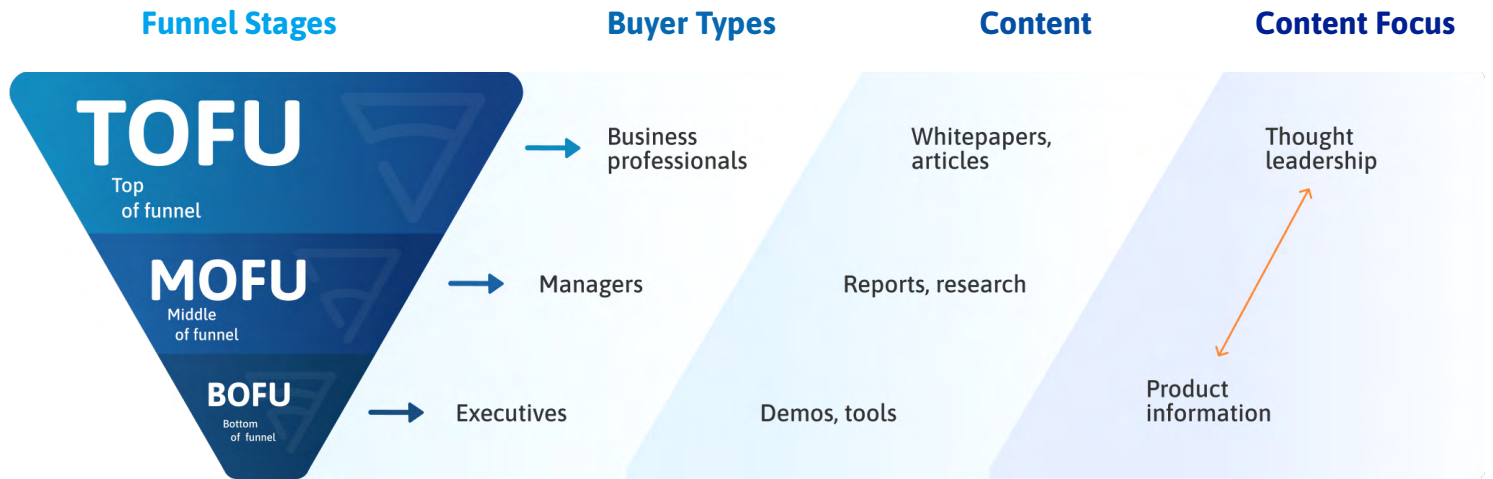 Funnel Stages
Buyer Types
Content
Content Focus
TOFU
Top
of funnel
Business
professionals
Whitepapers,
articles
Thought
leadership
MOFU
Middle
of funnel
Managers
Reports, research
BOFU
Bottom
of funnel
Executives
Demos, tools
Product
information